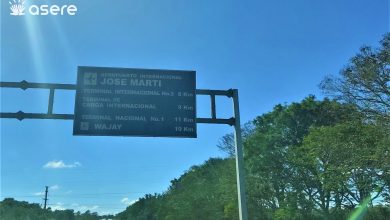 asere
AEROPUERTO INTERNACIONAL
JOSE MARTI
TERMINAL INTERNACIONAL No.3 6 Km
TERMINAL DE
CARGA INTERNACIONAL 8 Km
TERMINAL NACIONAL No.1 11 Km
WAJAY 10 Km